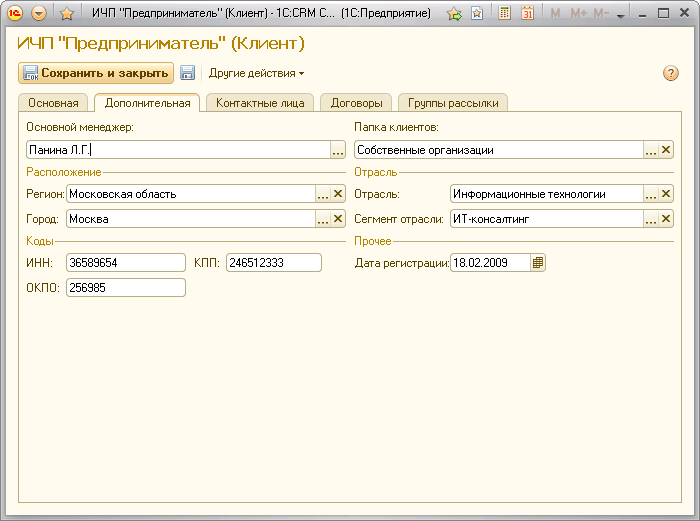 ИЧП "Предприниматель" (Клиент) - 1С:CRM С... (1С:Предприятие)
31 M M+ M-
ИЧП "Предприниматель" (Клиент)
Сохранить и закрыть Другие действия
Основная Дополнительная Контактные лица Договоры Группы рассылки
Основной менеджер: Папка клиентов:
Панина Л.Г. ... Собственные организации ...
Расположение Отрасль
Регион: Московская область ... Отрасль: Информационные технологии ...
Город: Москва ... Сегмент отрасли: ИТ-консалтинг ...
Коды Прочее
ИНН: 36589654 КПП: 246512333 Дата регистрации: 18.02.2009
ОКПО: 256985